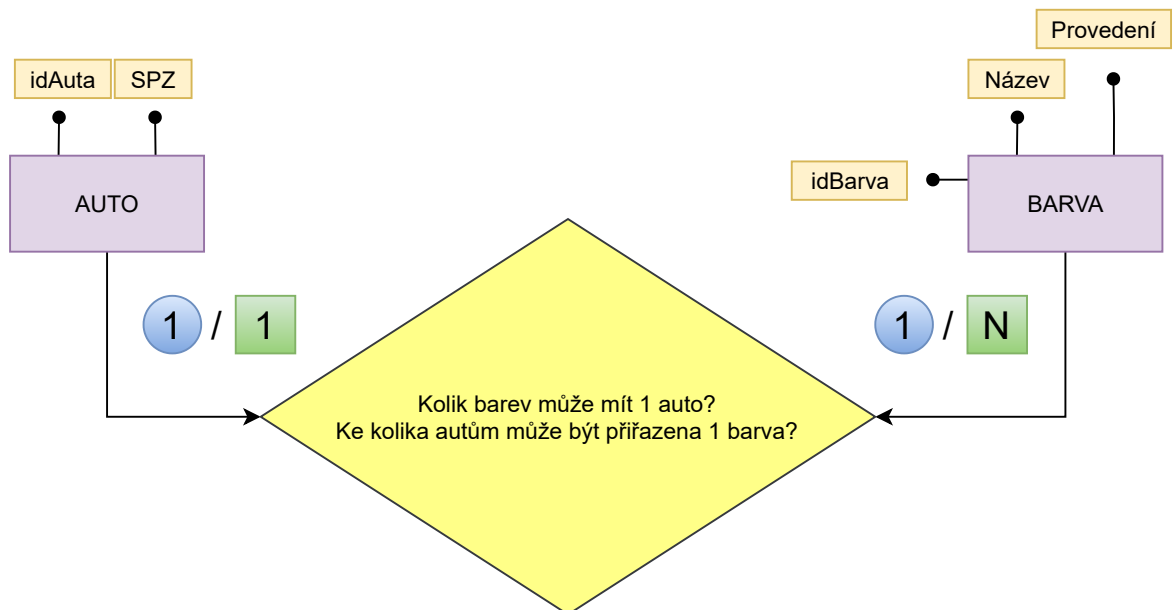 Provedení
idAuta SPZ Název
idBarva
AUTO BARVA
1 / 1 1 / N
Kolik barev může mít 1 auto?
Ke kolika autům může být přiřazena 1 barva?